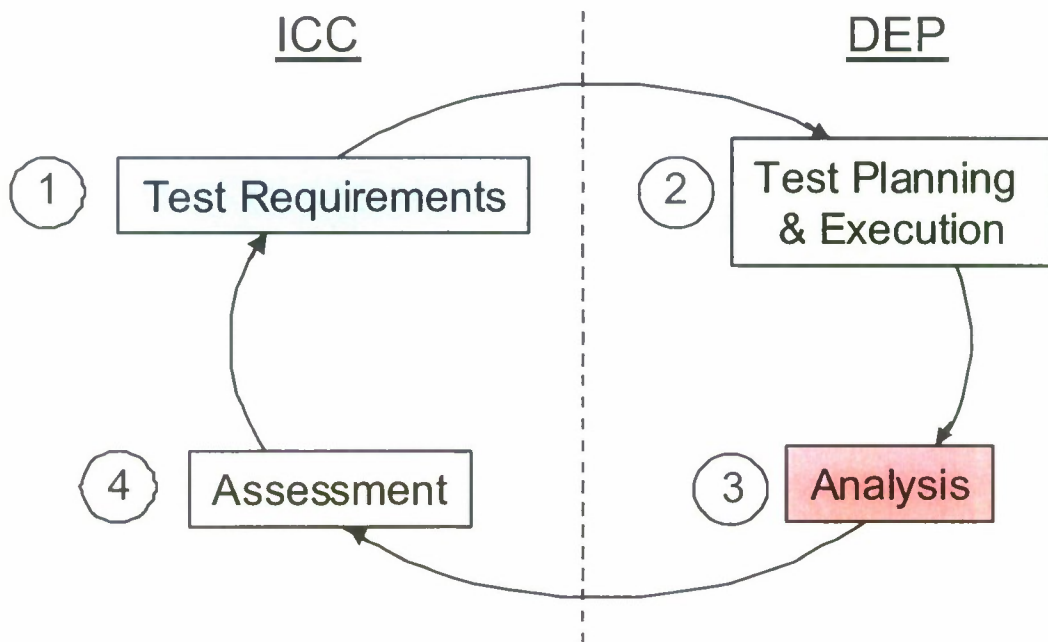 ICC
DEP
1
Test Requirements
2
Test Planning
& Execution
4
Assessment
3
Analysis